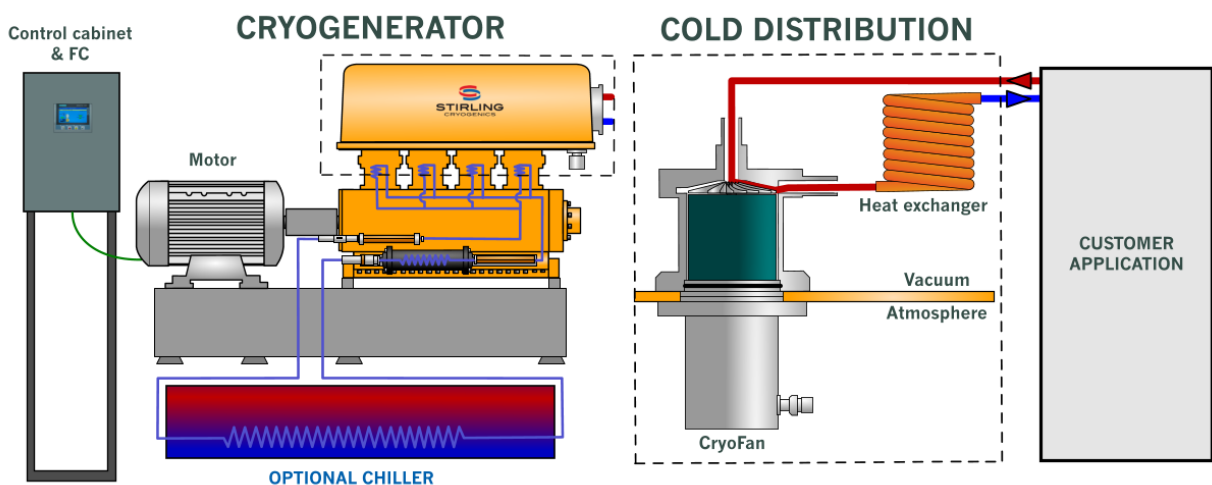 CRYOGENERATOR
COLD DISTRIBUTION
Control cabinet
& FC
STIRLING
CRYOGENICS
Motor
Heat exchanger
CUSTOMER
APPLICATION
Vacuum
Atmosphere
CryoFan
OPTIONAL CHILLER